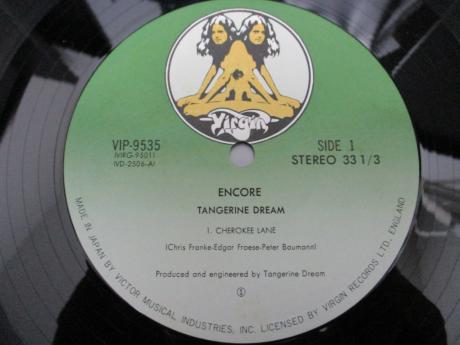 Virgin
VIP-9535
(VIRG-9501)
(VD-2506-A)
SIDE 1
STEREO 33 1/3
ENCORE
TANGERINE DREAM
1. CHEROKEE LANE
(Chris Franke-Edgar Froese-Peter Baumann)
Produced and engineered by Tangerine Dream
MADE IN JAPAN BY VICTOR MUSICAL INDUSTRIES, INC. LICENSED BY VIRGIN RECORDS LTD., ENGLAND